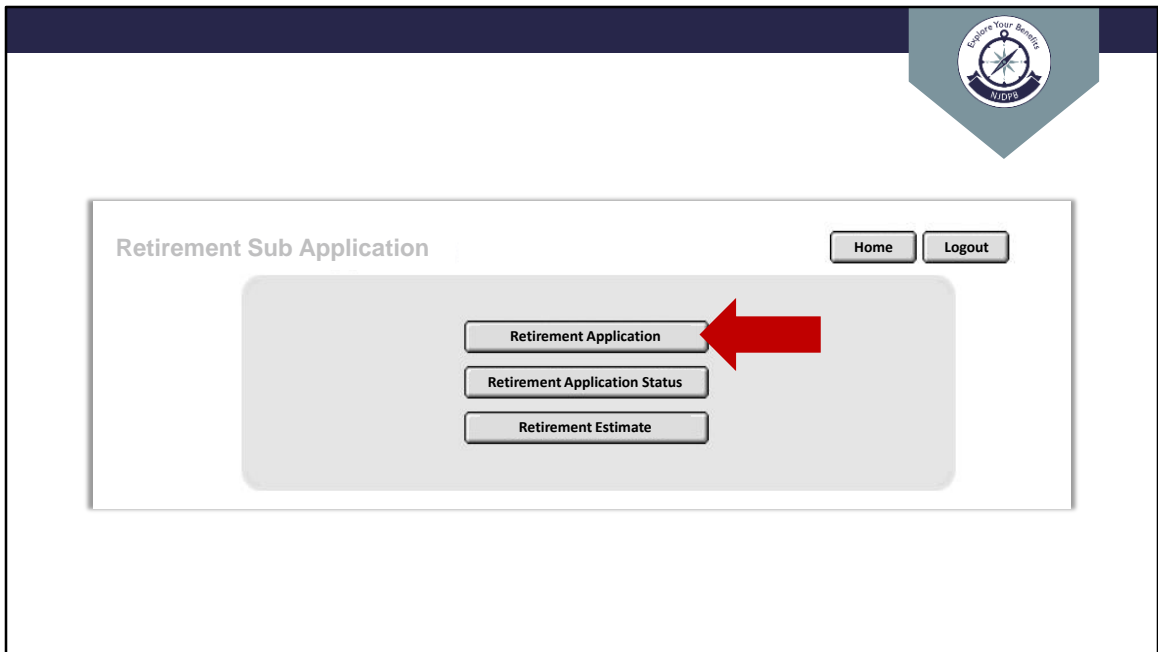 Explore Your Benefits
NJDPB
Retirement Sub Application
Home
Logout
Retirement Application
Retirement Application Status
Retirement Estimate